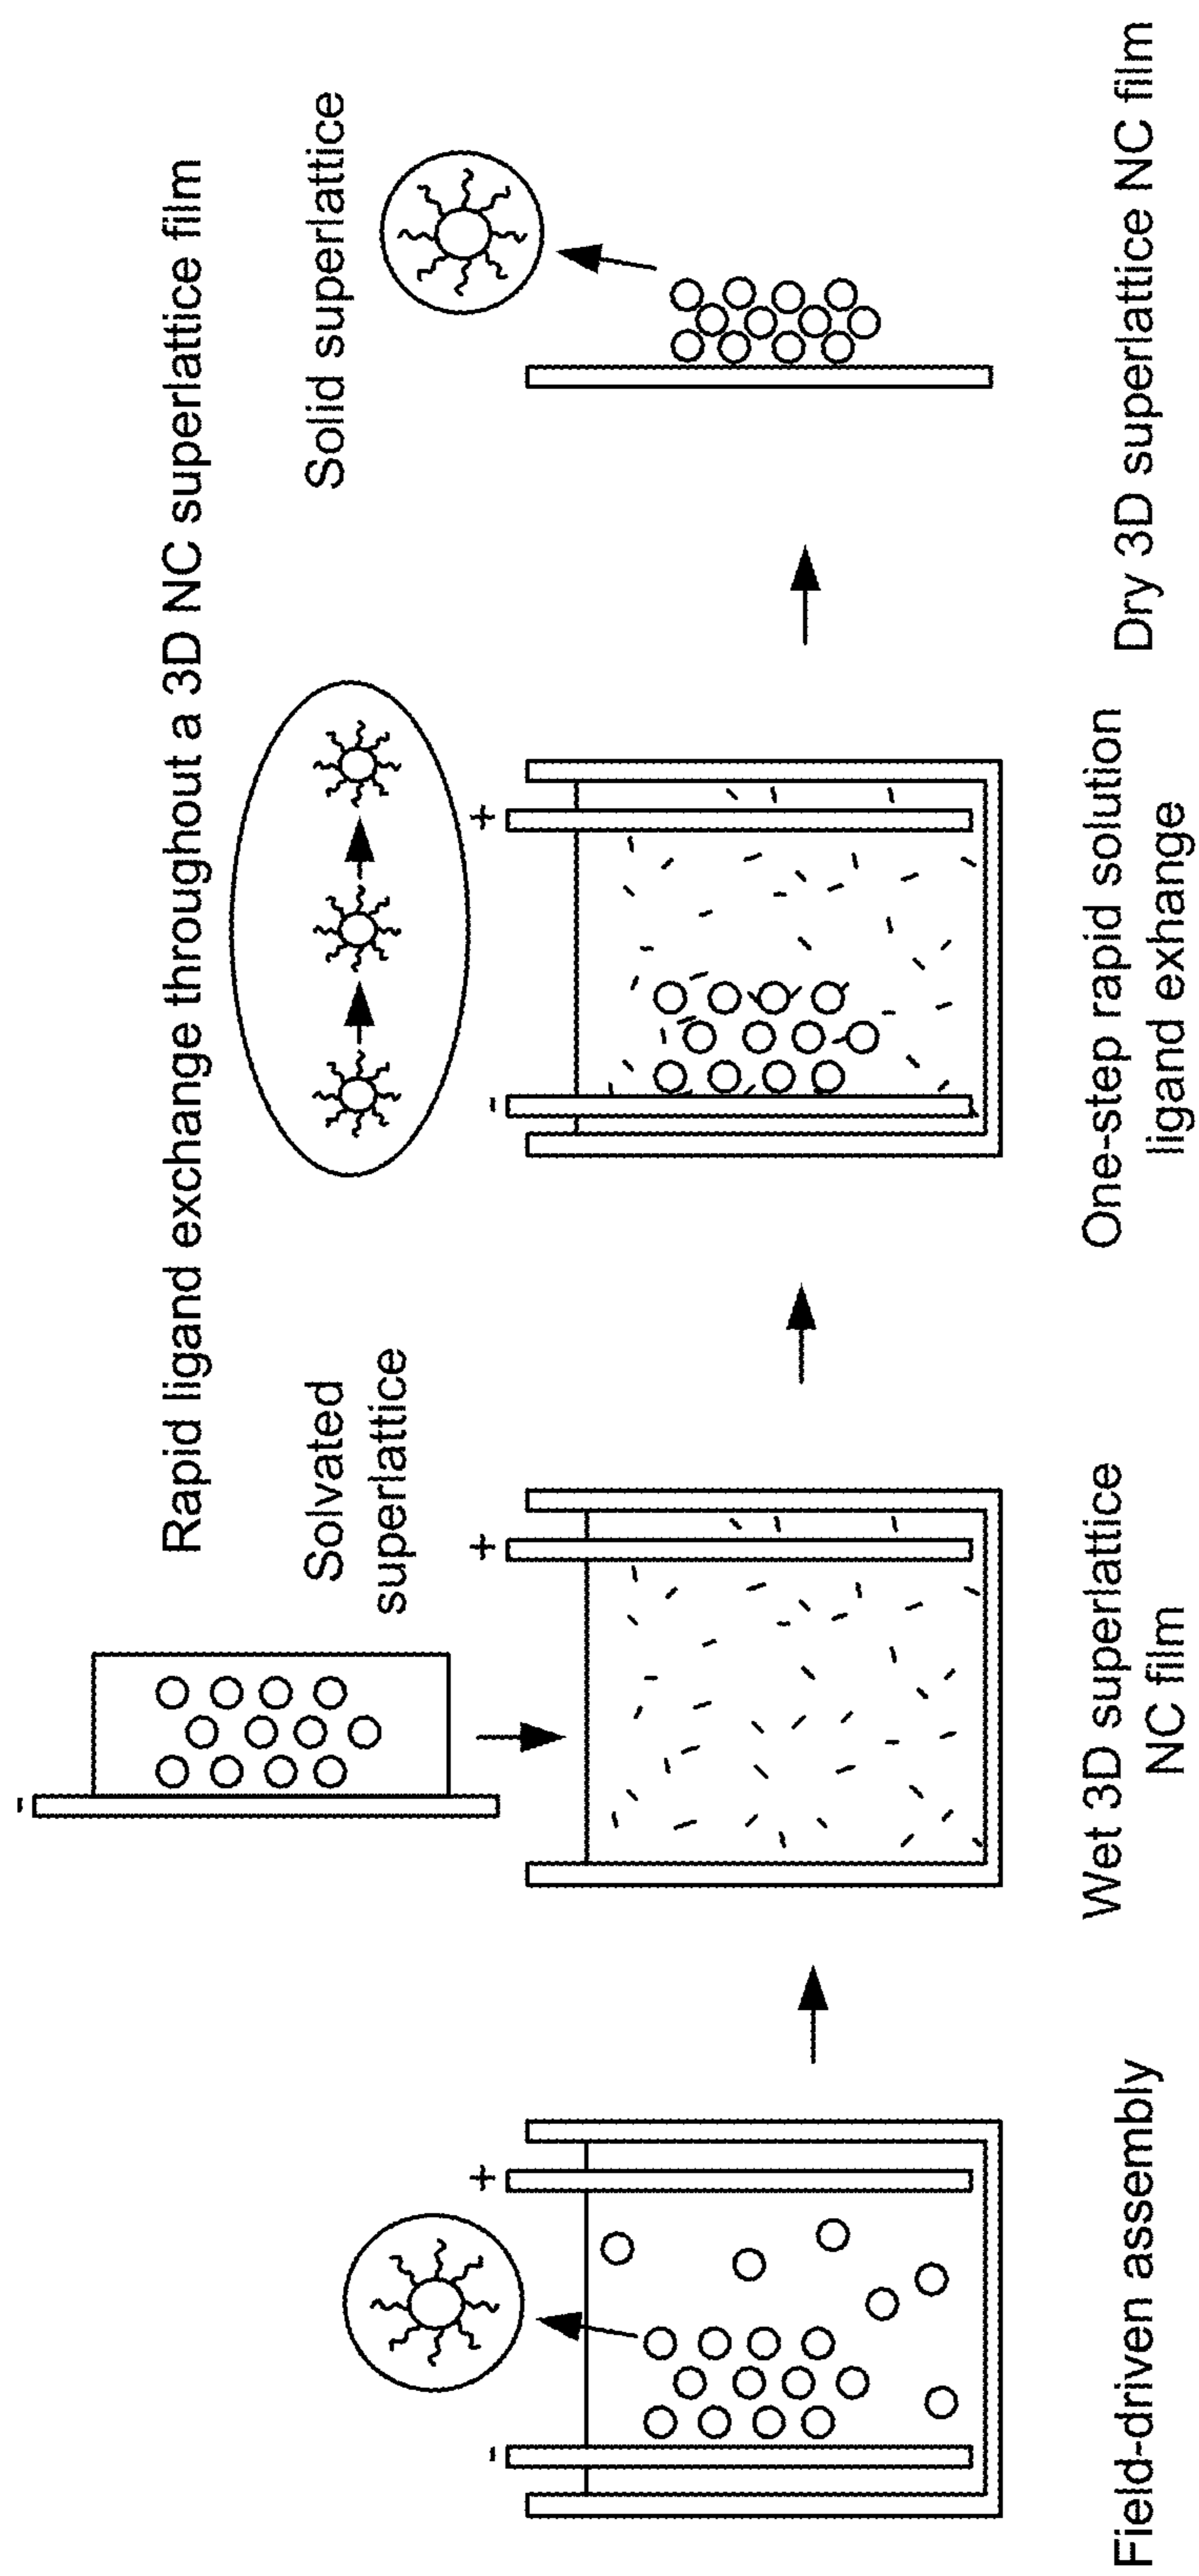 Rapid ligand exchange throughout a 3D NC superlattice film
Solvated
superlattice
Solid superlattice
-
+
-
+
-
+
Field-driven assembly
Wet 3D superlattice
NC film
One-step rapid solution
ligand exhange
Dry 3D superlattice NC film